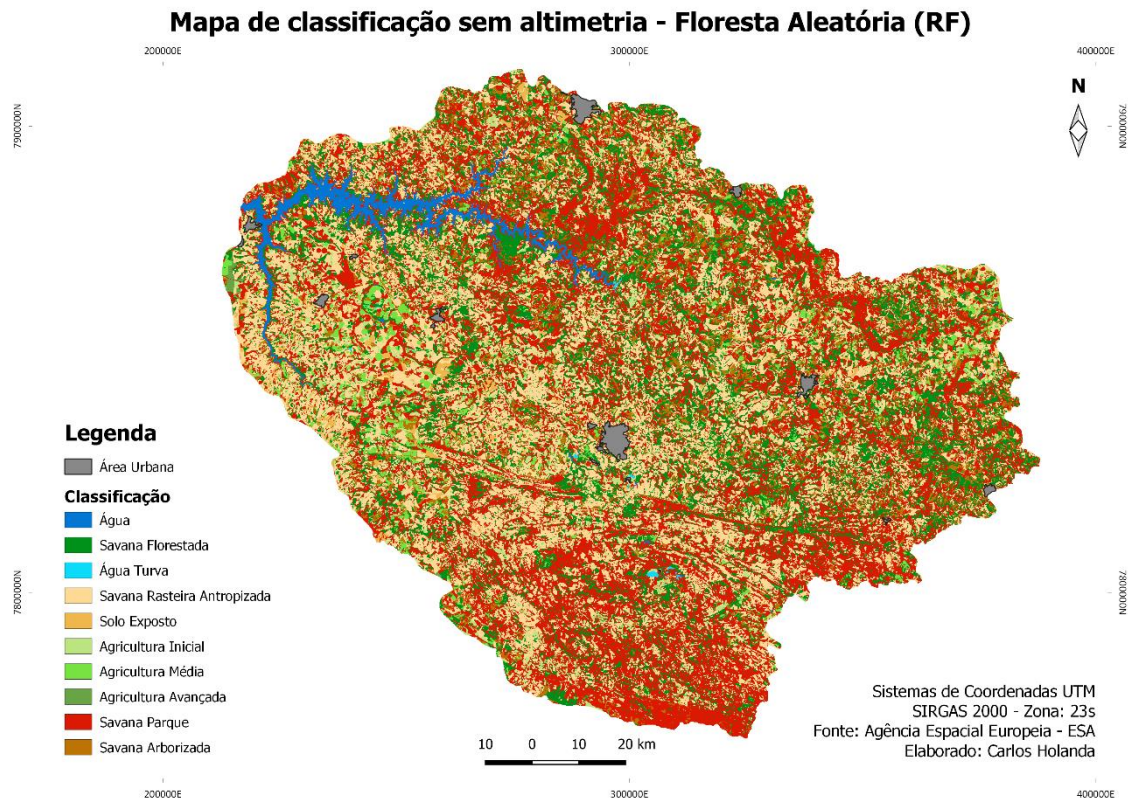 Mapa de classificação sem altimetria - Floresta Aleatória (RF)
200000E
300000E
400000E
N
7900000N
7900000N
Legenda
Área Urbana
Classificação
Água
Savana Florestada
Água Turva
Savana Rasteira Antropizada
Solo Exposto
Agricultura Inicial
Agricultura Média
Agricultura Avançada
Savana Parque
Savana Arborizada
7800000N
7800000N
10 0 10 20 km
Sistemas de Coordenadas UTM
SIRGAS 2000 - Zona: 23s
Fonte: Agência Espacial Europeia - ESA
Elaborado: Carlos Holanda
200000E
300000E
400000E